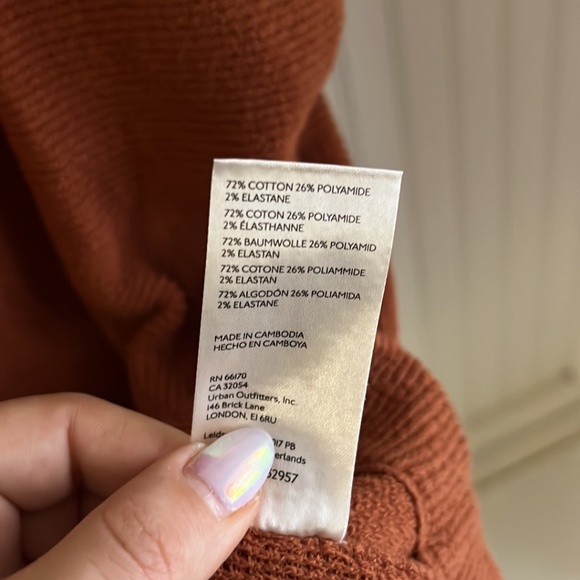 72% COTTON 26% POLYAMIDE
2% ELASTANE
72% COTON 26% POLYAMIDE
2% ÉLASTHANNE
72% BAUMWOLLE 26% POLYAMID
2% ELASTAN
72% COTONE 26% POLIAMMIDE
2% ELASTAN
72% ALGODÓN 26% POLIAMIDA
2% ELASTANE
MADE IN CAMBODIA
HECHO EN CAMBOYA
RN 66170
CA 32054
Urban Outfitters, Inc.
146 Brick Lane
LONDON, E1 6RU
PB